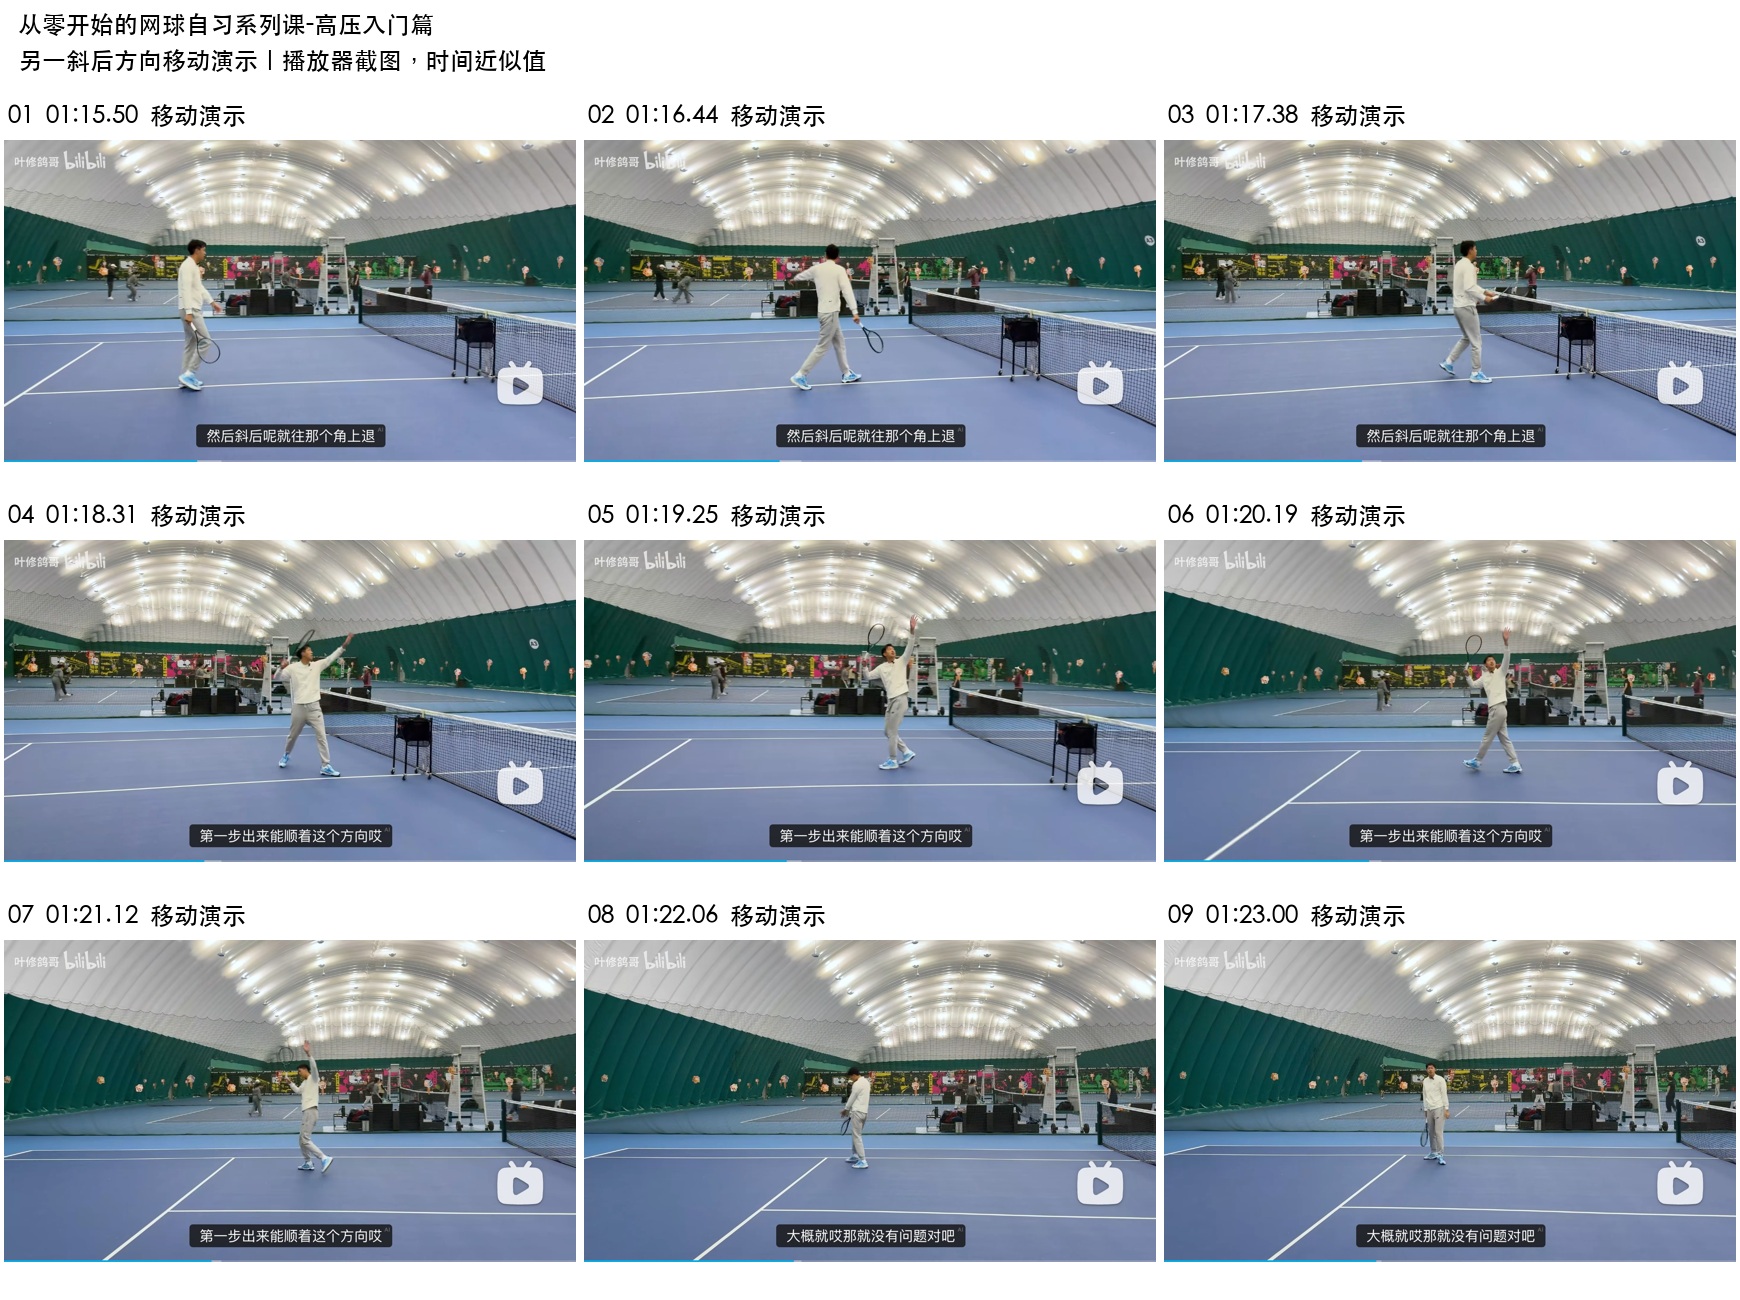 从零开始的网球自习系列课-高压入门篇
另一斜后方向移动演示丨播放器截图，时间近似值
01 01:15.50 移动演示
02 01:16.44 移动演示
03 01:17.38 移动演示
叶修鸽哥 bilibili
叶修鸽哥 bilibili
叶修鸽哥 bilibili
然后斜后呢就往那个角上退 AI
然后斜后呢就往那个角上退 AI
然后斜后呢就往那个角上退 AI
04 01:18.31 移动演示
05 01:19.25 移动演示
06 01:20.19 移动演示
叶修鸽哥 bilibili
叶修鸽哥 bilibili
叶修鸽哥 bilibili
第一步出来能顺着这个方向哎 AI
第一步出来能顺着这个方向哎 AI
第一步出来能顺着这个方向哎 AI
07 01:21.12 移动演示
08 01:22.06 移动演示
09 01:23.00 移动演示
叶修鸽哥 bilibili
叶修鸽哥 bilibili
叶修鸽哥 bilibili
第一步出来能顺着这个方向哎 AI
大概就哎那就没有问题对吧 AI
大概就哎那就没有问题对吧 AI